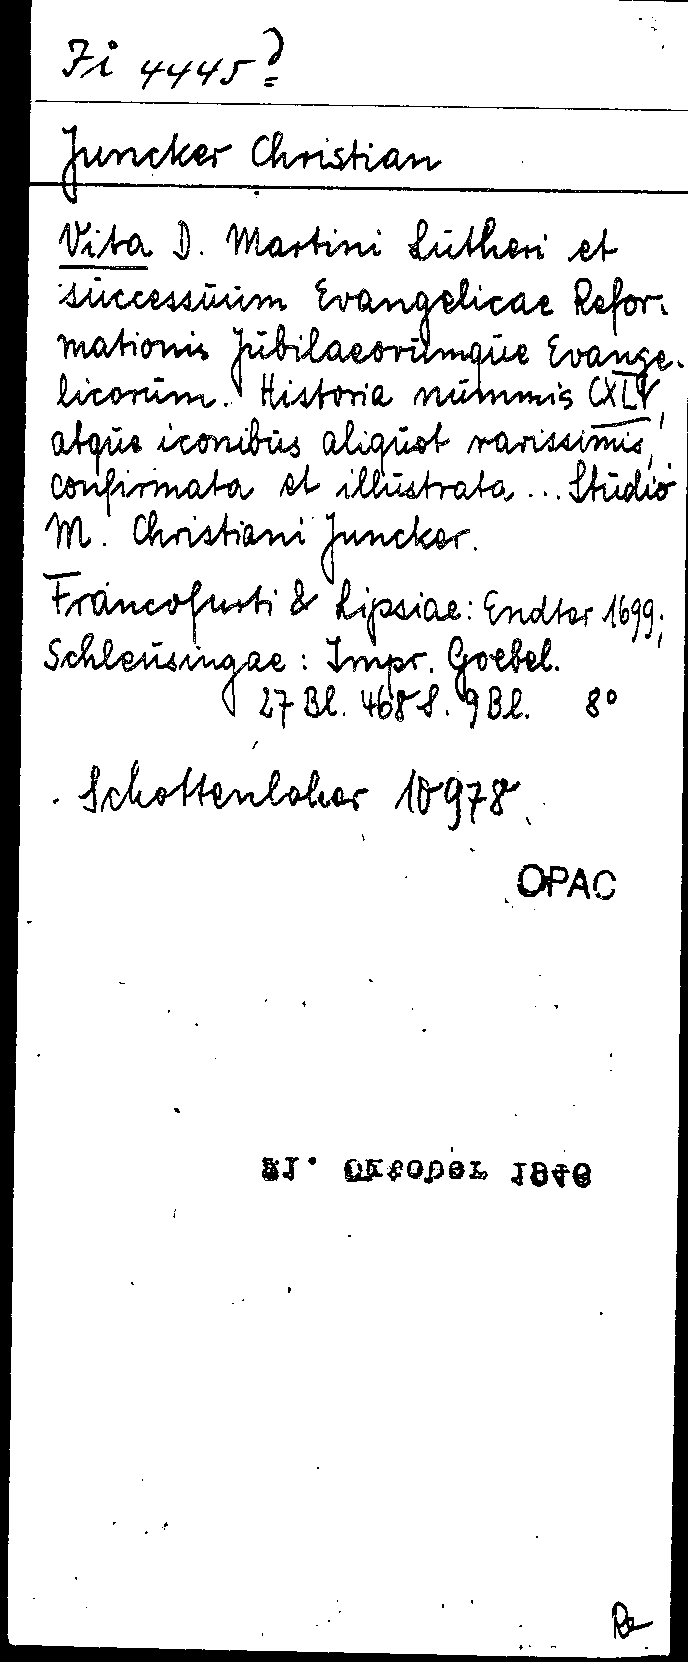 Fi 4445 ∂
Juncker Christian
Vita D. Martini Lutheri et
successuum Evangelicae Refor-
mationis Jubilaeorumque Evange-
licorum. Historia nummis CXLV,
atque iconibus aliquot rarissimis,
confirmata et illustrata ... Studio
M. Christiani Juncker.
Francofurti & Lipsiae: Endter 1699;
Schleusingae: Impr. Goebel.
27 Bl. 468 S. 9 Bl. 8°
Schottenloher 10978
OPAC
Oktober